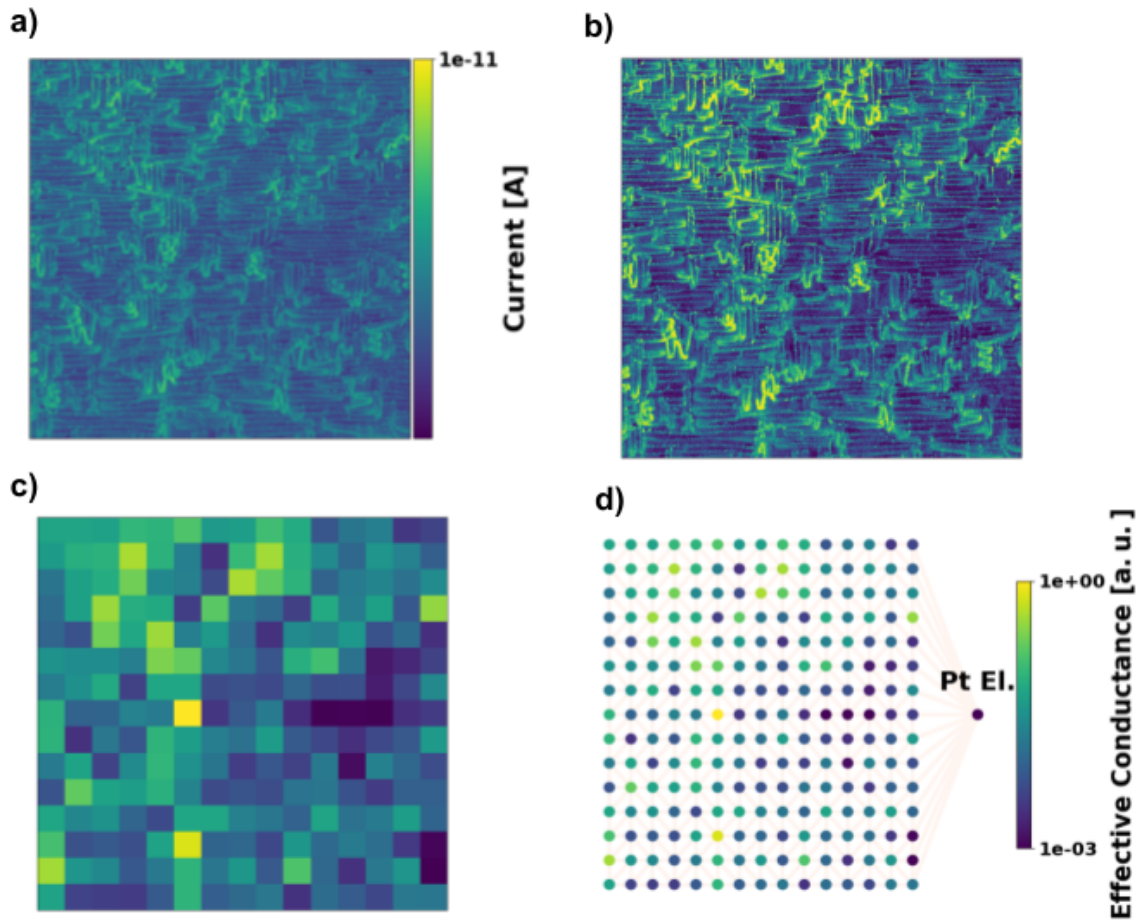 a)
b)
1e-11
Current [A]
c)
d)
1e+00
Pt El.
1e-03
Effective Conductance [a. u. ]